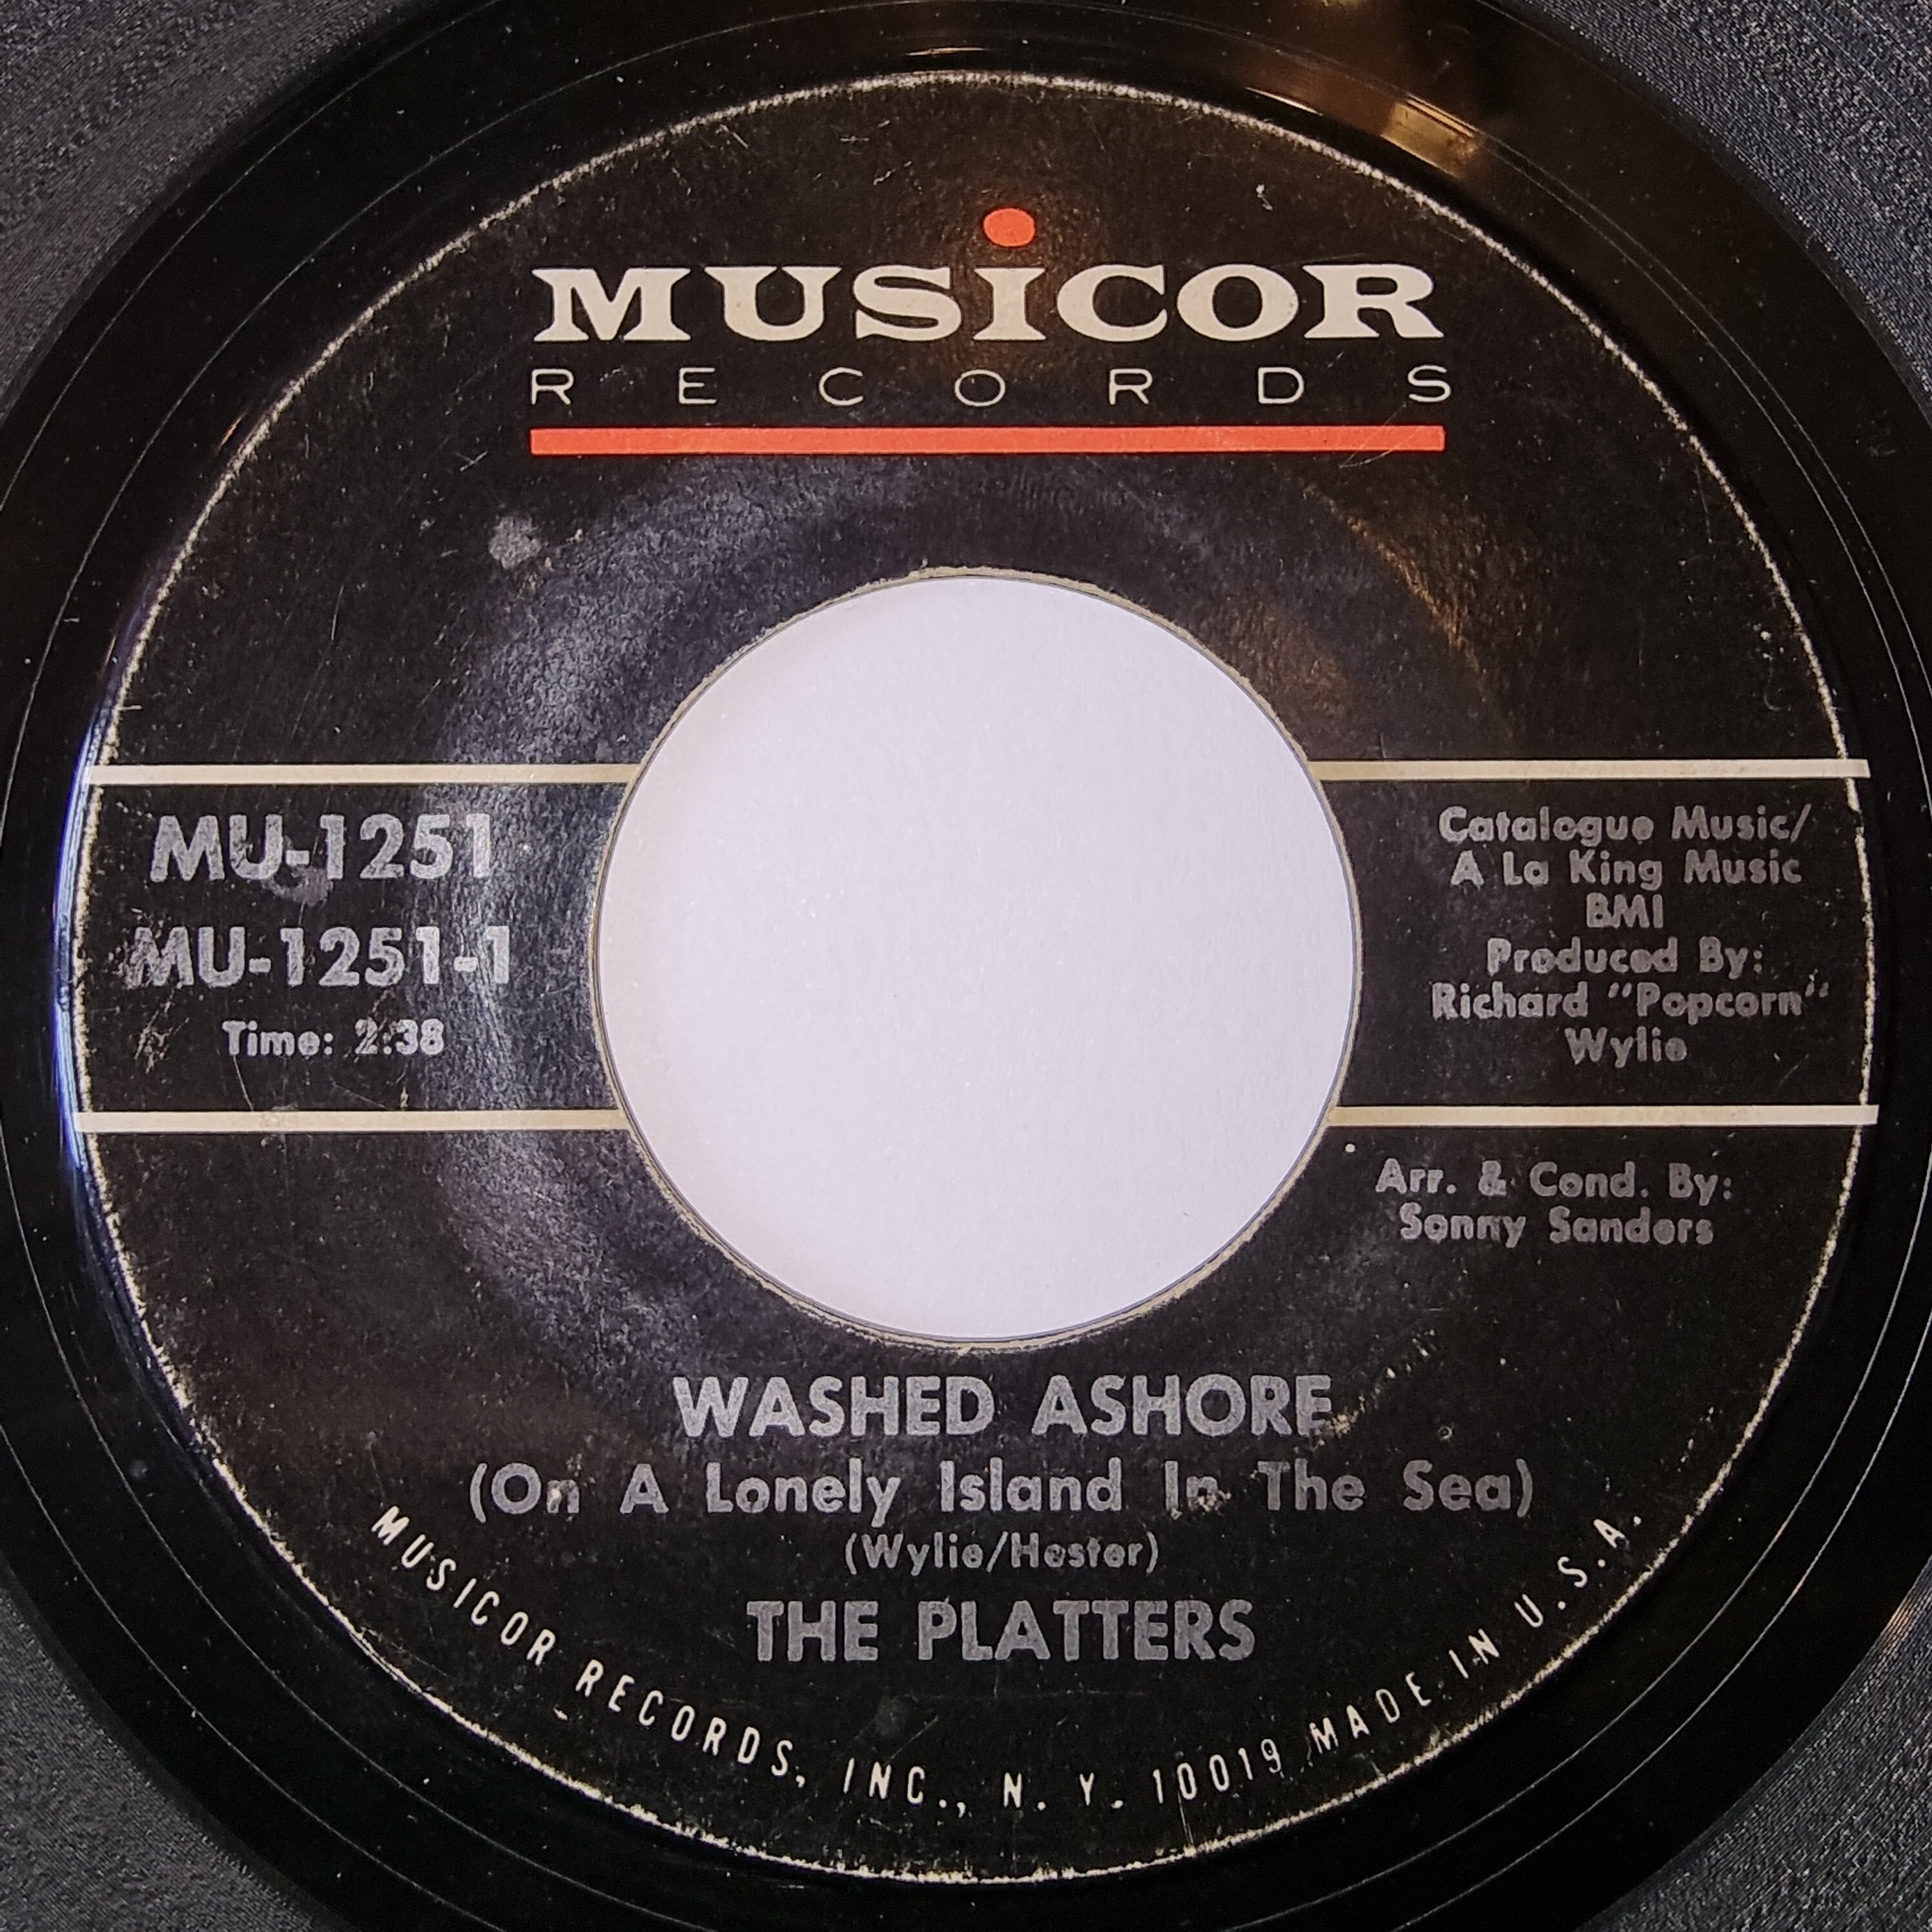 MUSiCOR
RECORDS
MU-1251
MU-1251-1
Time: 2:38
Catalogue Music/
A La King Music
BMI
Produced By:
Richard "Popcorn"
Wylie
Arr. & Cond. By:
Sonny Sanders
WASHED ASHORE
(On A Lonely Island In The Sea)
(Wylie/Hester)
THE PLATTERS
MUSICOR RECORDS, INC., N. Y. 10019 MADE IN U.S.A.